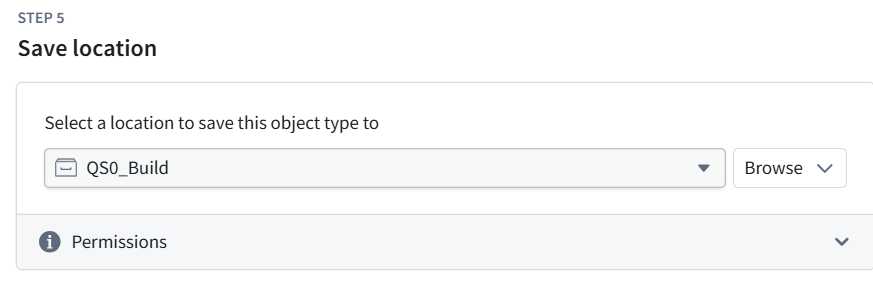 STEP 5
Save location
Select a location to save this object type to
QS0_Build
Browse
Permissions